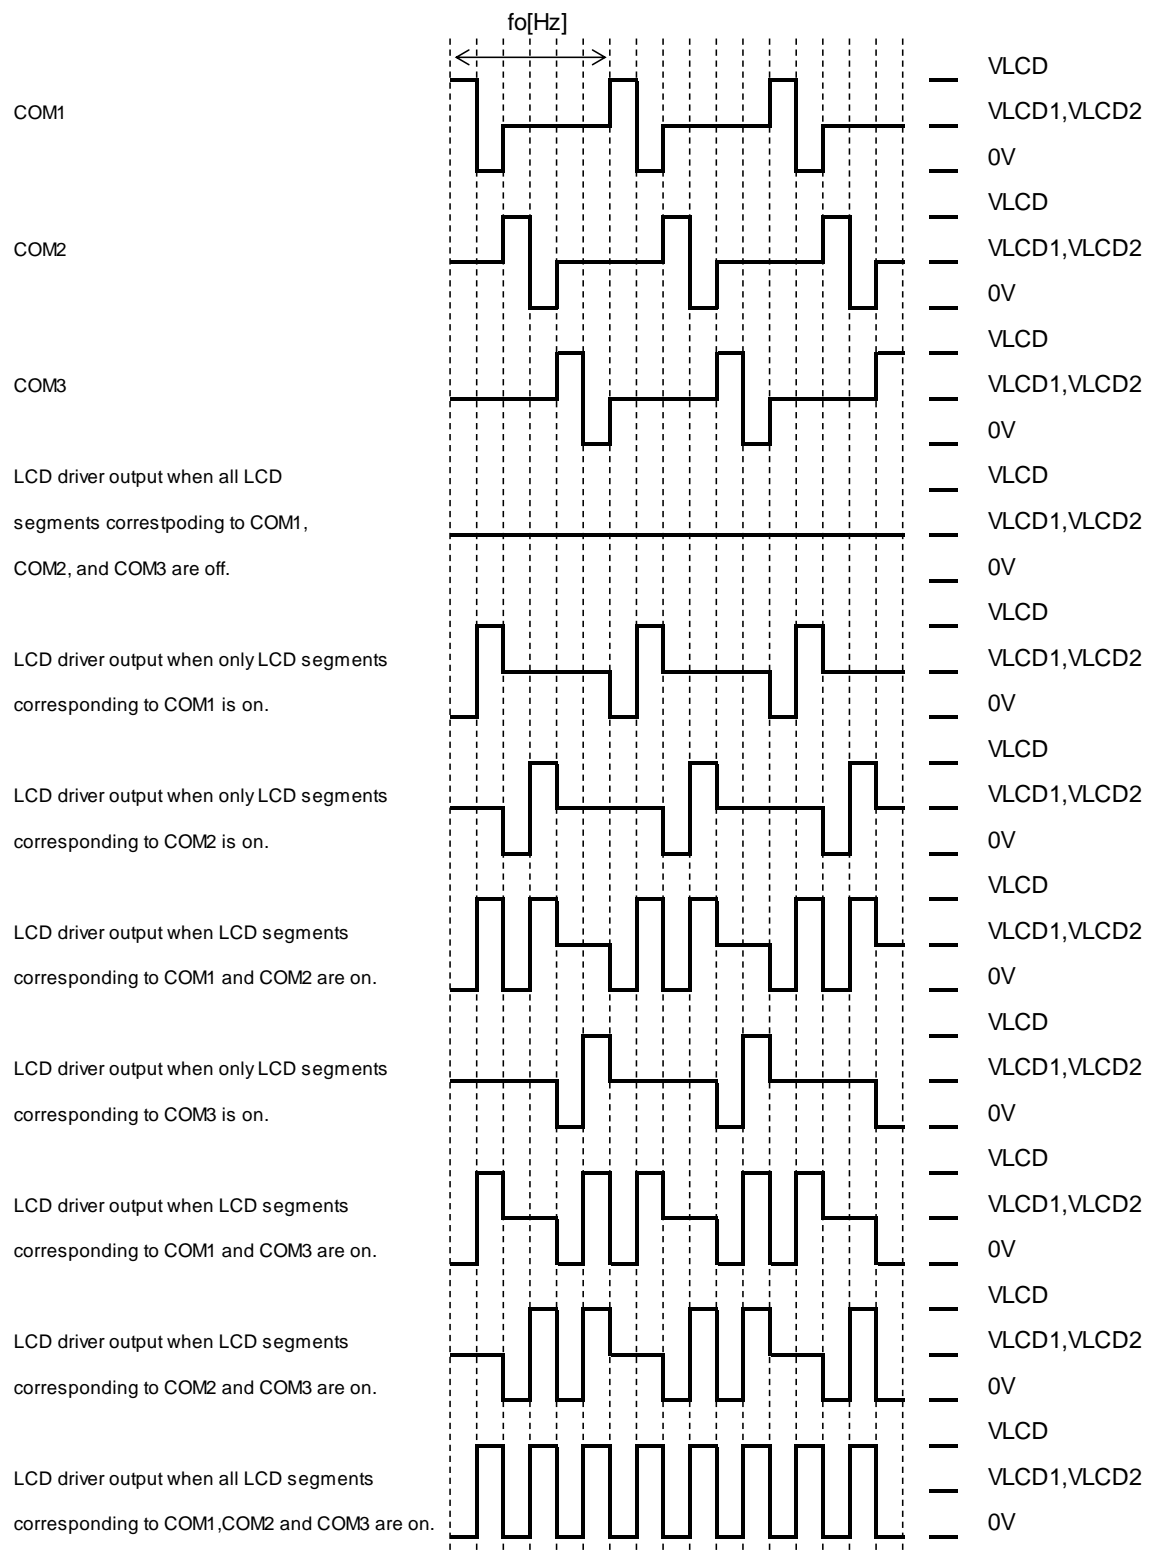 fo[Hz]
VLCD
COM1
VLCD1,VLCD2
0V
VLCD
COM2
VLCD1,VLCD2
0V
VLCD
COM3
VLCD1,VLCD2
0V
LCD driver output when all LCD
VLCD
segments correstpoding to COM1,
VLCD1,VLCD2
COM2, and COM3 are off.
0V
VLCD
LCD driver output when only LCD segments
VLCD1,VLCD2
corresponding to COM1 is on.
0V
VLCD
LCD driver output when only LCD segments
VLCD1,VLCD2
corresponding to COM2 is on.
0V
VLCD
LCD driver output when LCD segments
VLCD1,VLCD2
corresponding to COM1 and COM2 are on.
0V
VLCD
LCD driver output when only LCD segments
VLCD1,VLCD2
corresponding to COM3 is on.
0V
VLCD
LCD driver output when LCD segments
VLCD1,VLCD2
corresponding to COM1 and COM3 are on.
0V
VLCD
LCD driver output when LCD segments
VLCD1,VLCD2
corresponding to COM2 and COM3 are on.
0V
VLCD
LCD driver output when all LCD segments
VLCD1,VLCD2
corresponding to COM1,COM2 and COM3 are on.
0V